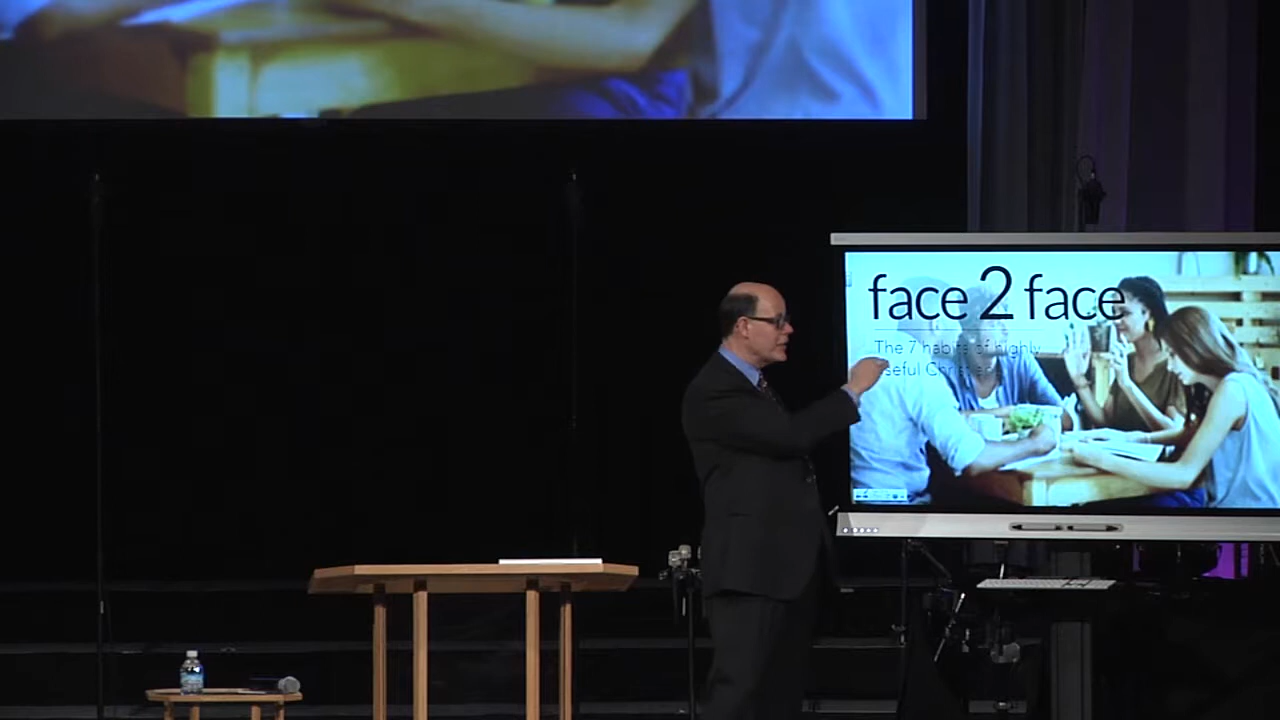 face 2 face
The 7 habits of highly
useful Christians